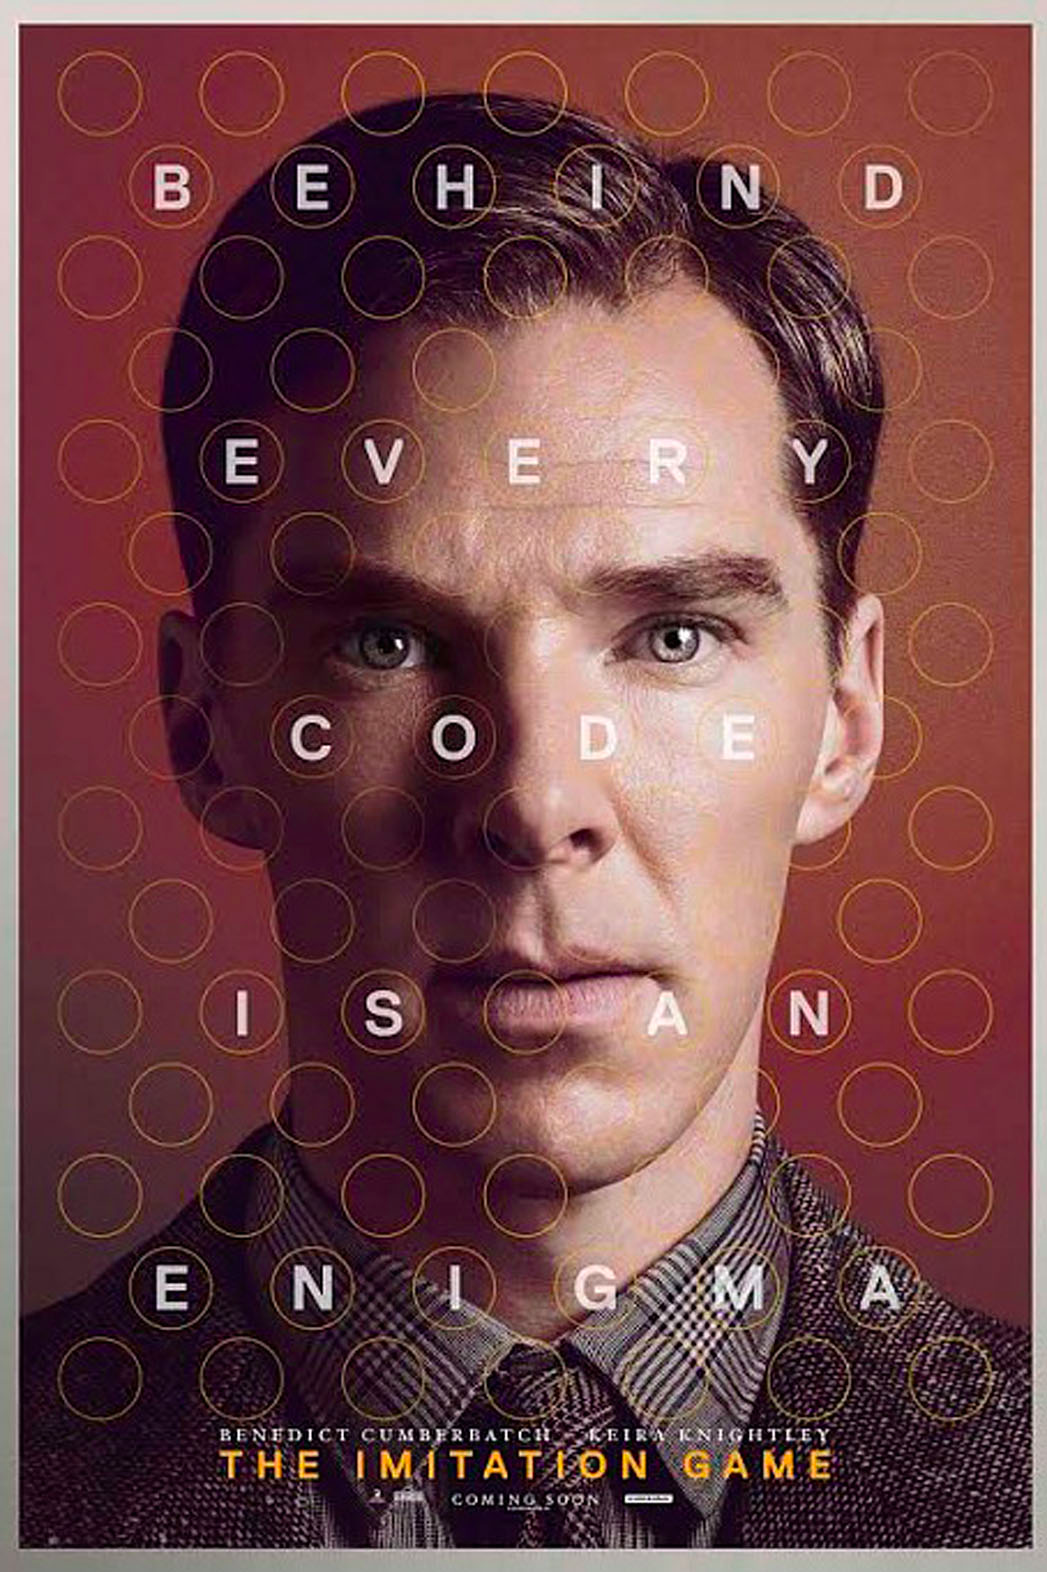 BEHIND
EVERY
CODE
IS AN
ENIGMA
BENEDICT CUMBERBATCH KEIRA KNIGHTLEY
THE IMITATION GAME
COMING SOON